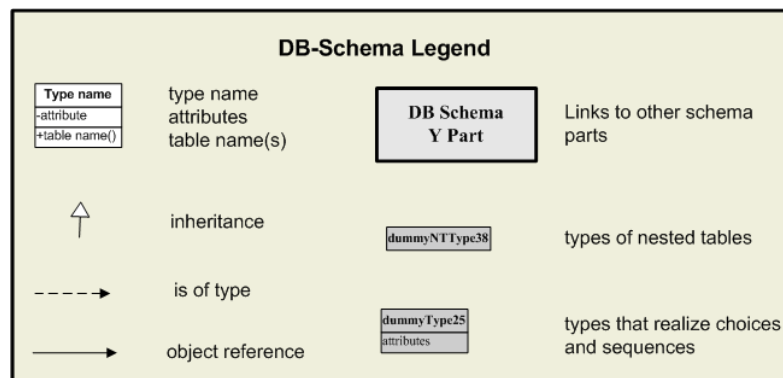 DB-Schema Legend
Type name
-attribute
+table name()
type name
attributes
table name(s)
DB Schema
Y Part
Links to other schema
parts
inheritance
dummyNTType38
types of nested tables
is of type
dummyType25
attributes
types that realize choices
and sequences
object reference